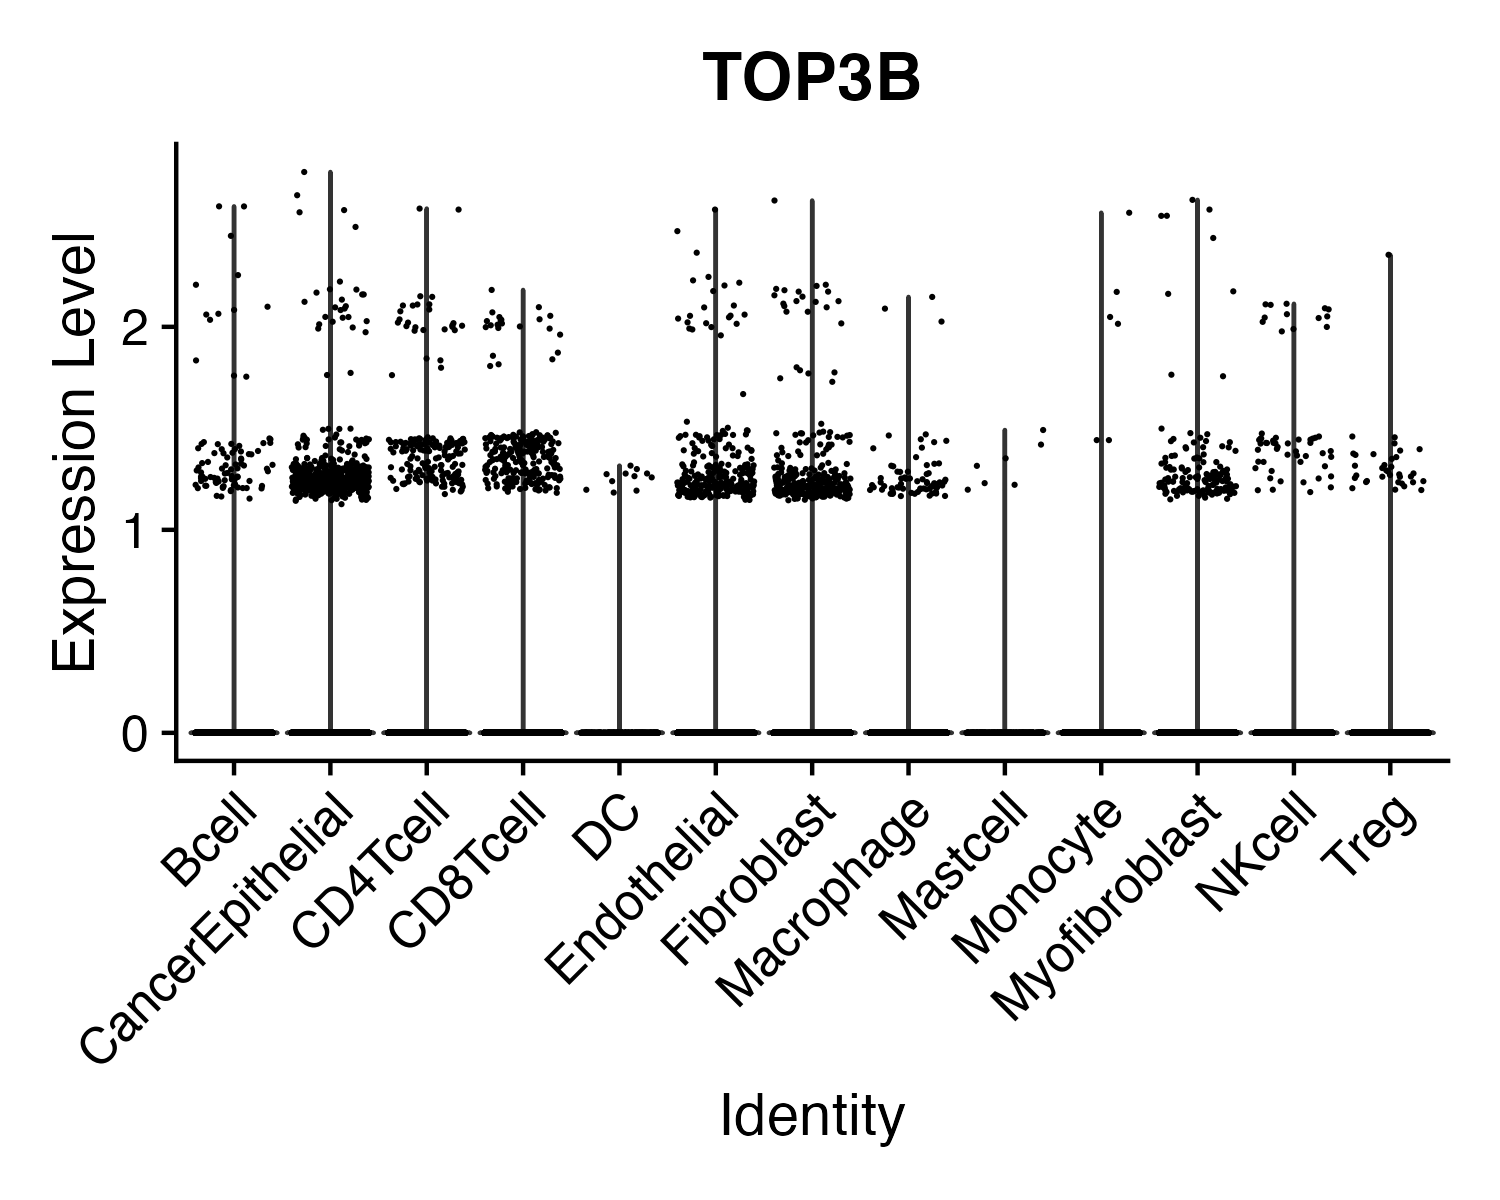 TOP3B
Expression Level
2
1
0
Bcell
CancerEpithelial
CD4Tcell
CD8Tcell
DC
Endothelial
Fibroblast
Macrophage
Mastcell
Monocyte
Myofibroblast
NKcell
Treg
Identity